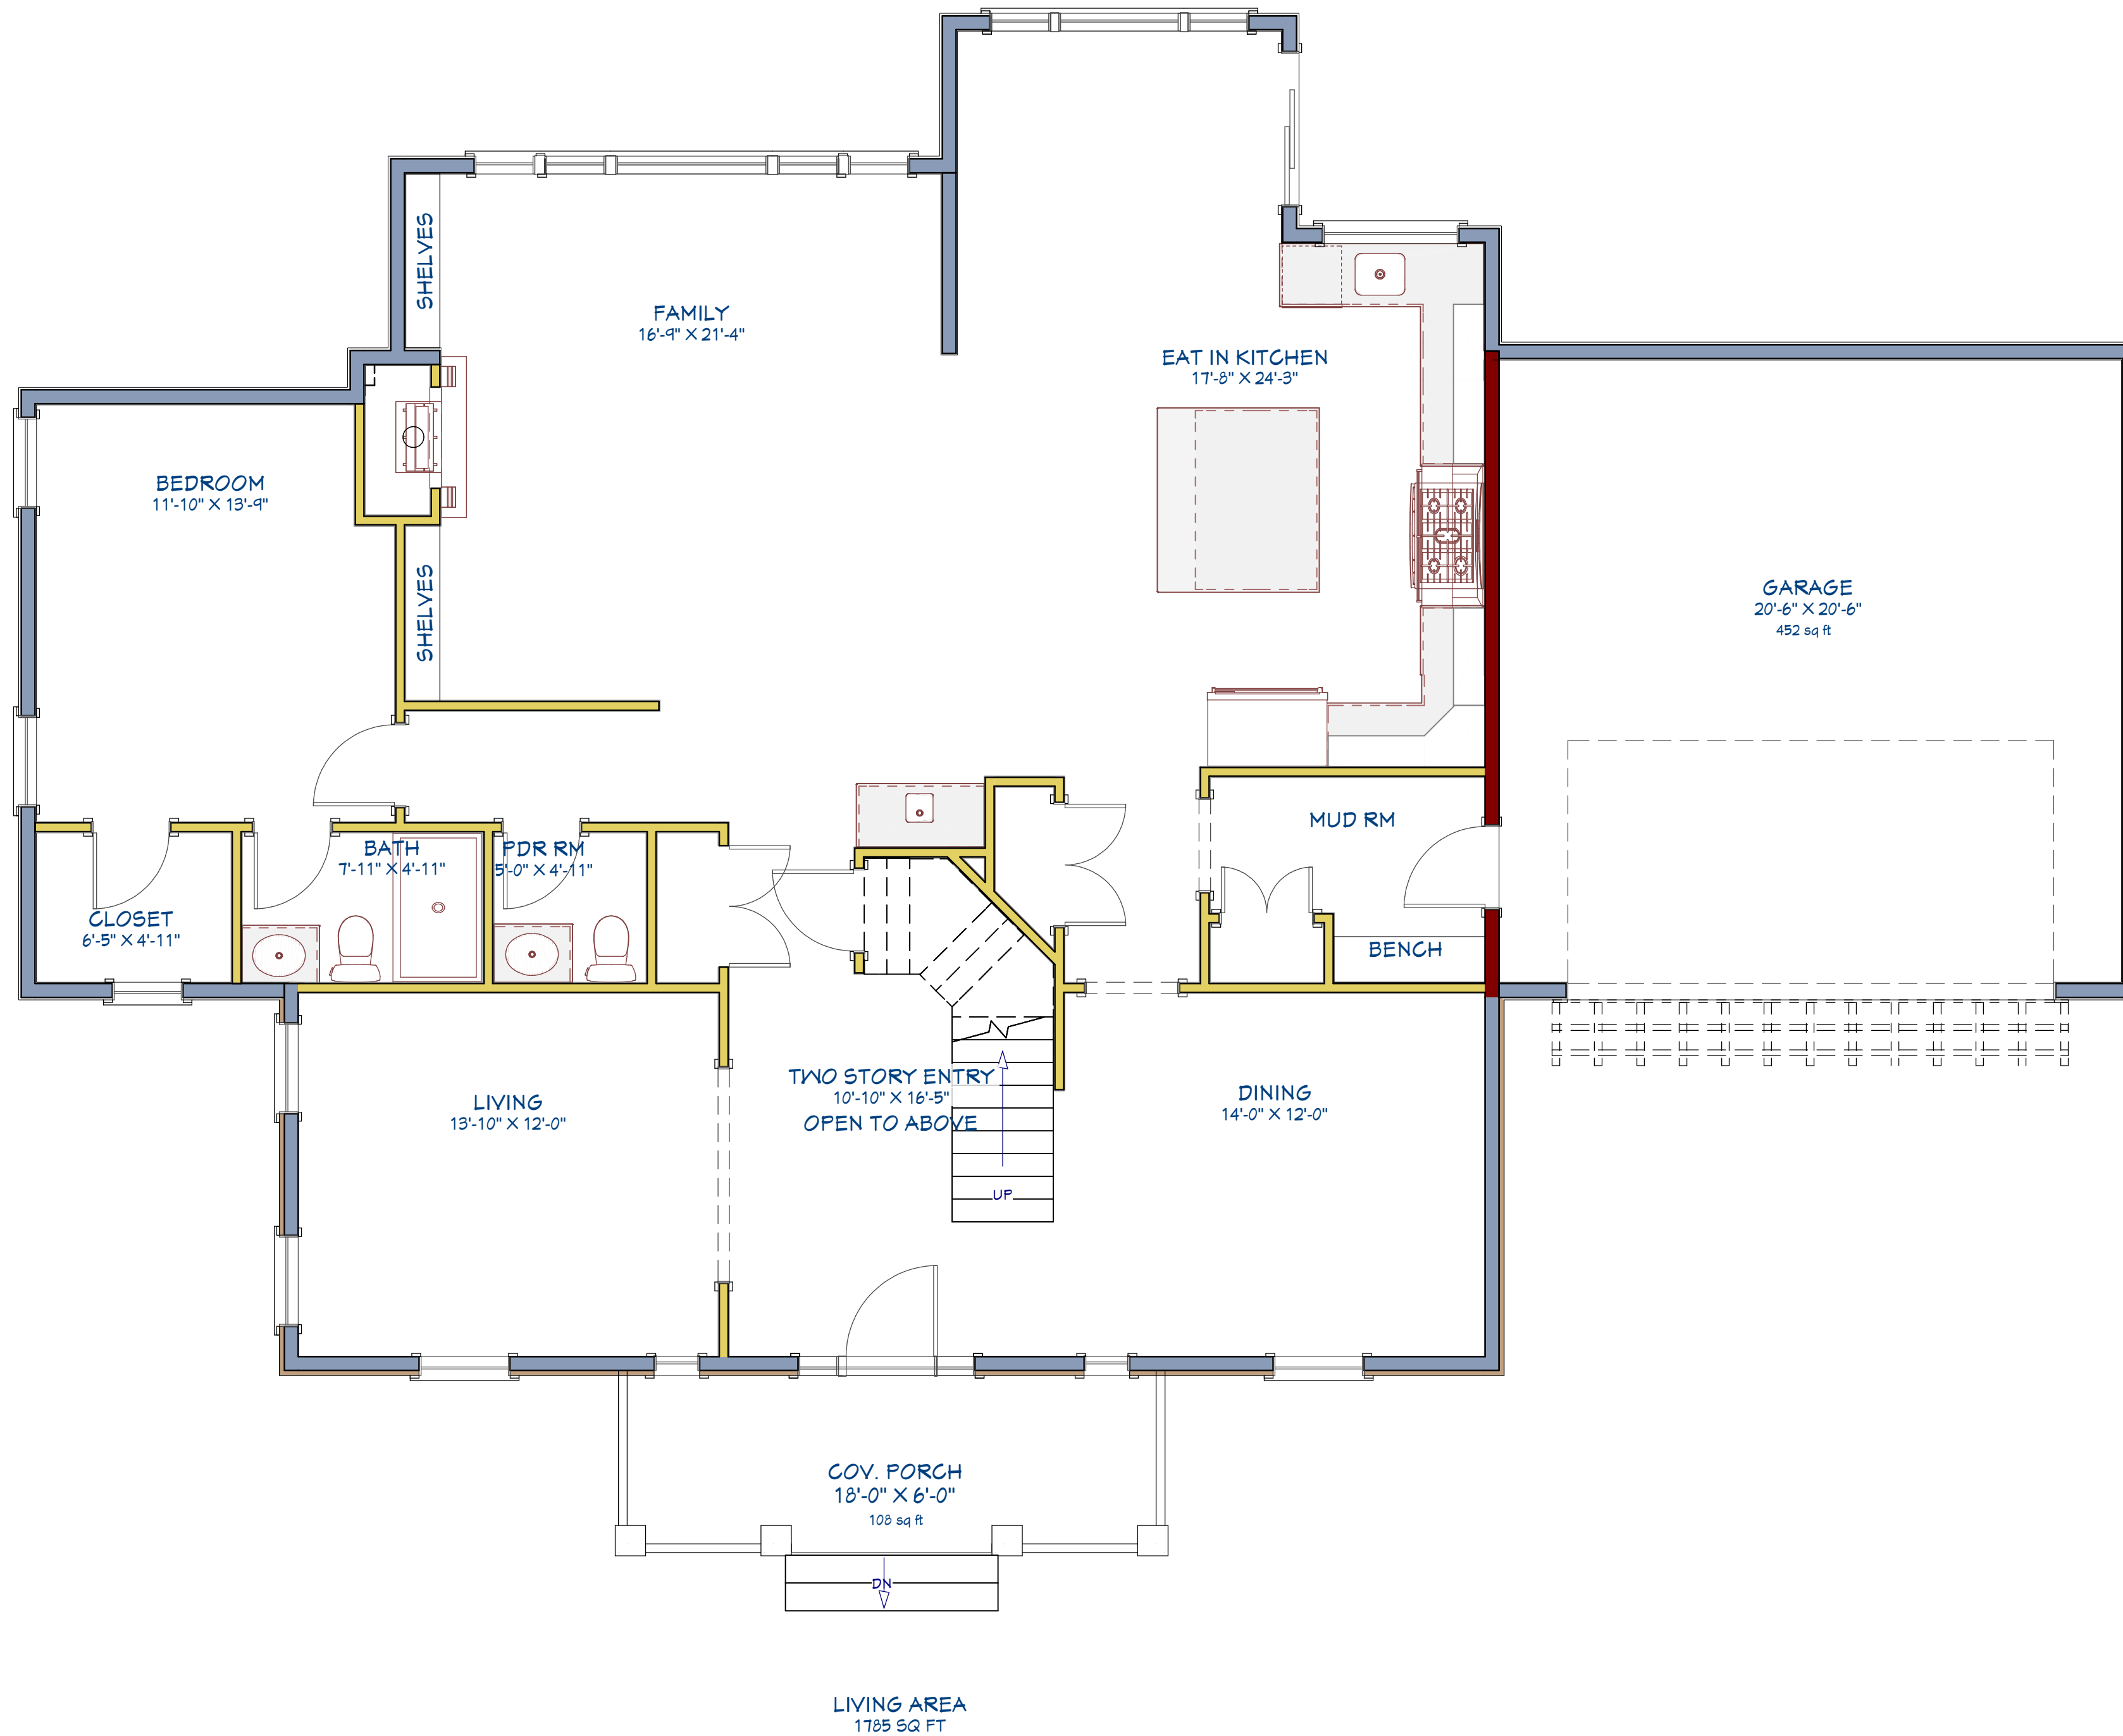 SHELVES
FAMILY
16'-9" X 21'-4"
EAT IN KITCHEN
17'-8" X 24'-3"
BEDROOM
11'-10" X 13'-9"
SHELVES
GARAGE
20'-6" X 20'-6"
452 sq ft
MUD RM
BATH
7'-11" X 4'-11"
PDR RM
5'-0" X 4'-11"
CLOSET
6'-5" X 4'-11"
BENCH
LIVING
13'-10" X 12'-0"
TWO STORY ENTRY
10'-10" X 16'-5"
OPEN TO ABOVE
DINING
14'-0" X 12'-0"
UP
COV. PORCH
18'-0" X 6'-0"
108 sq ft
DN
LIVING AREA
1785 SQ FT